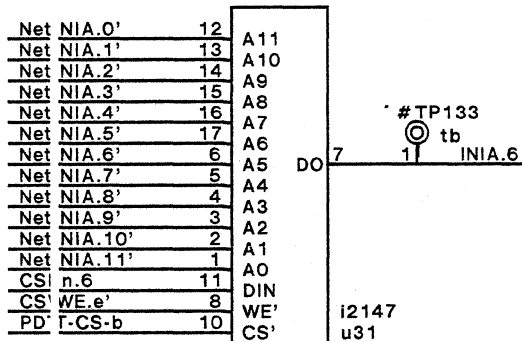 Net NIA.0' 12 A11
Net NIA.1' 13 A10
Net NIA.2' 14 A9
Net NIA.3' 15 A8
Net NIA.4' 16 A7
Net NIA.5' 17 A6
Net NIA.6' 6 A5
Net NIA.7' 5 A4
Net NIA.8' 4 A3
Net NIA.9' 3 A2
Net NIA.10' 2 A1
Net NIA.11' 1 A0
n.6 11 DIN
WE.e' 8 WE'
-CS-b 10 CS'
#TP133
tb
DO 7 1 INIA.6
i2147
u31